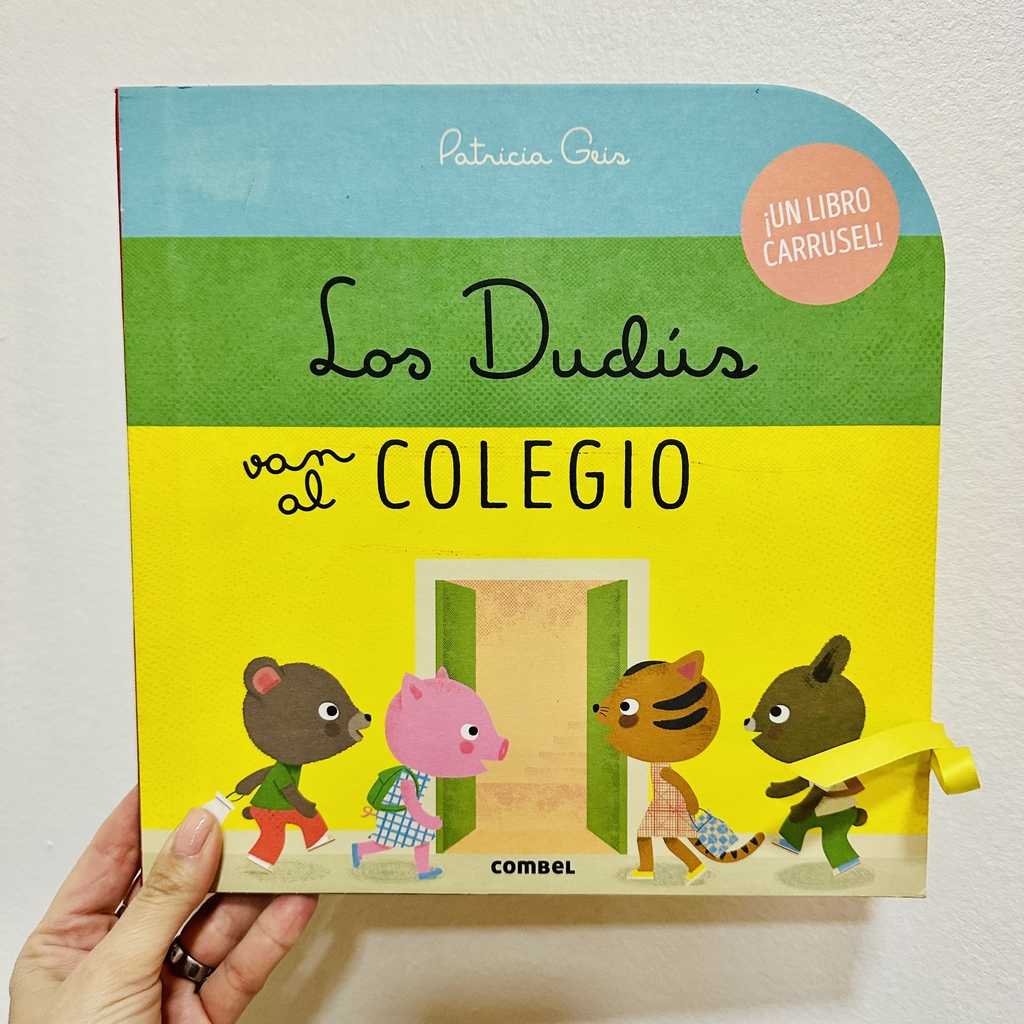 Patricia Geis
¡UN LIBRO
CARRUSEL!
Los Dudús
van
al COLEGIO
COMBEL